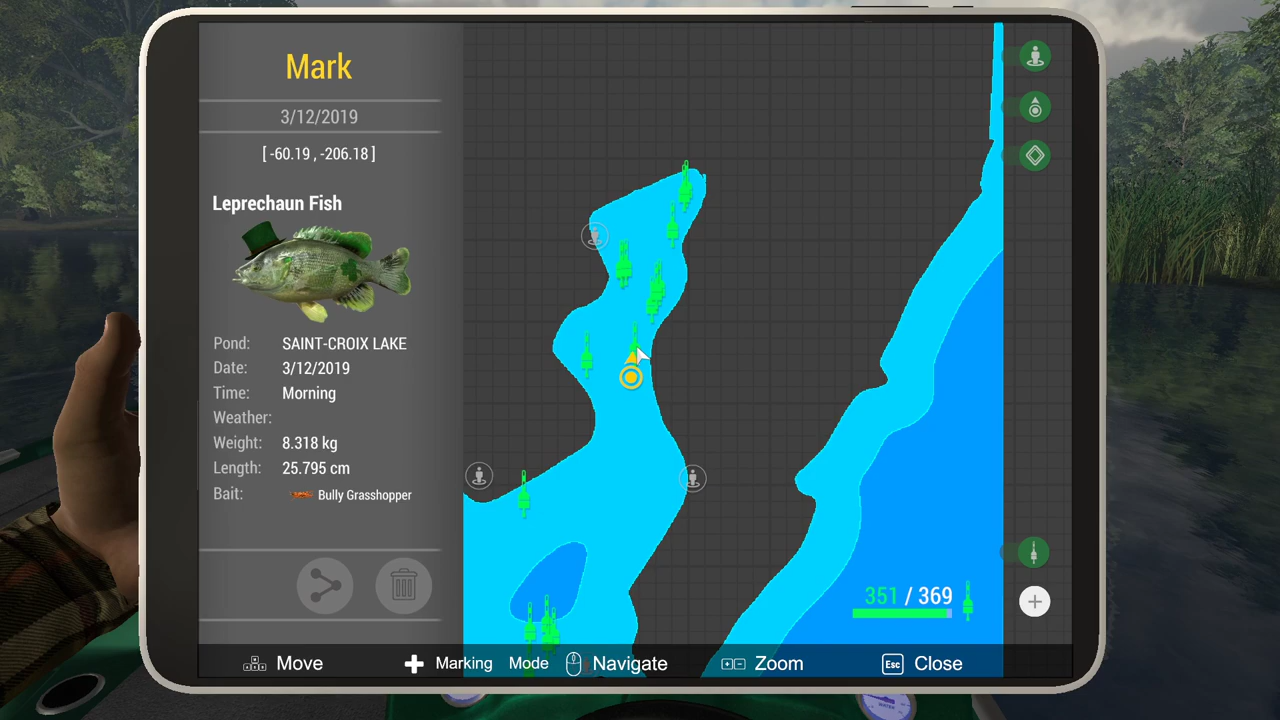 Mark
3/12/2019
[ -60.19 , -206.18 ]
Leprechaun Fish
Pond: SAINT-CROIX LAKE
Date: 3/12/2019
Time: Morning
Weather:
Weight: 8.318 kg
Length: 25.795 cm
Bait: Bully Grasshopper
351 / 369
Move Marking Mode Navigate Zoom Esc Close